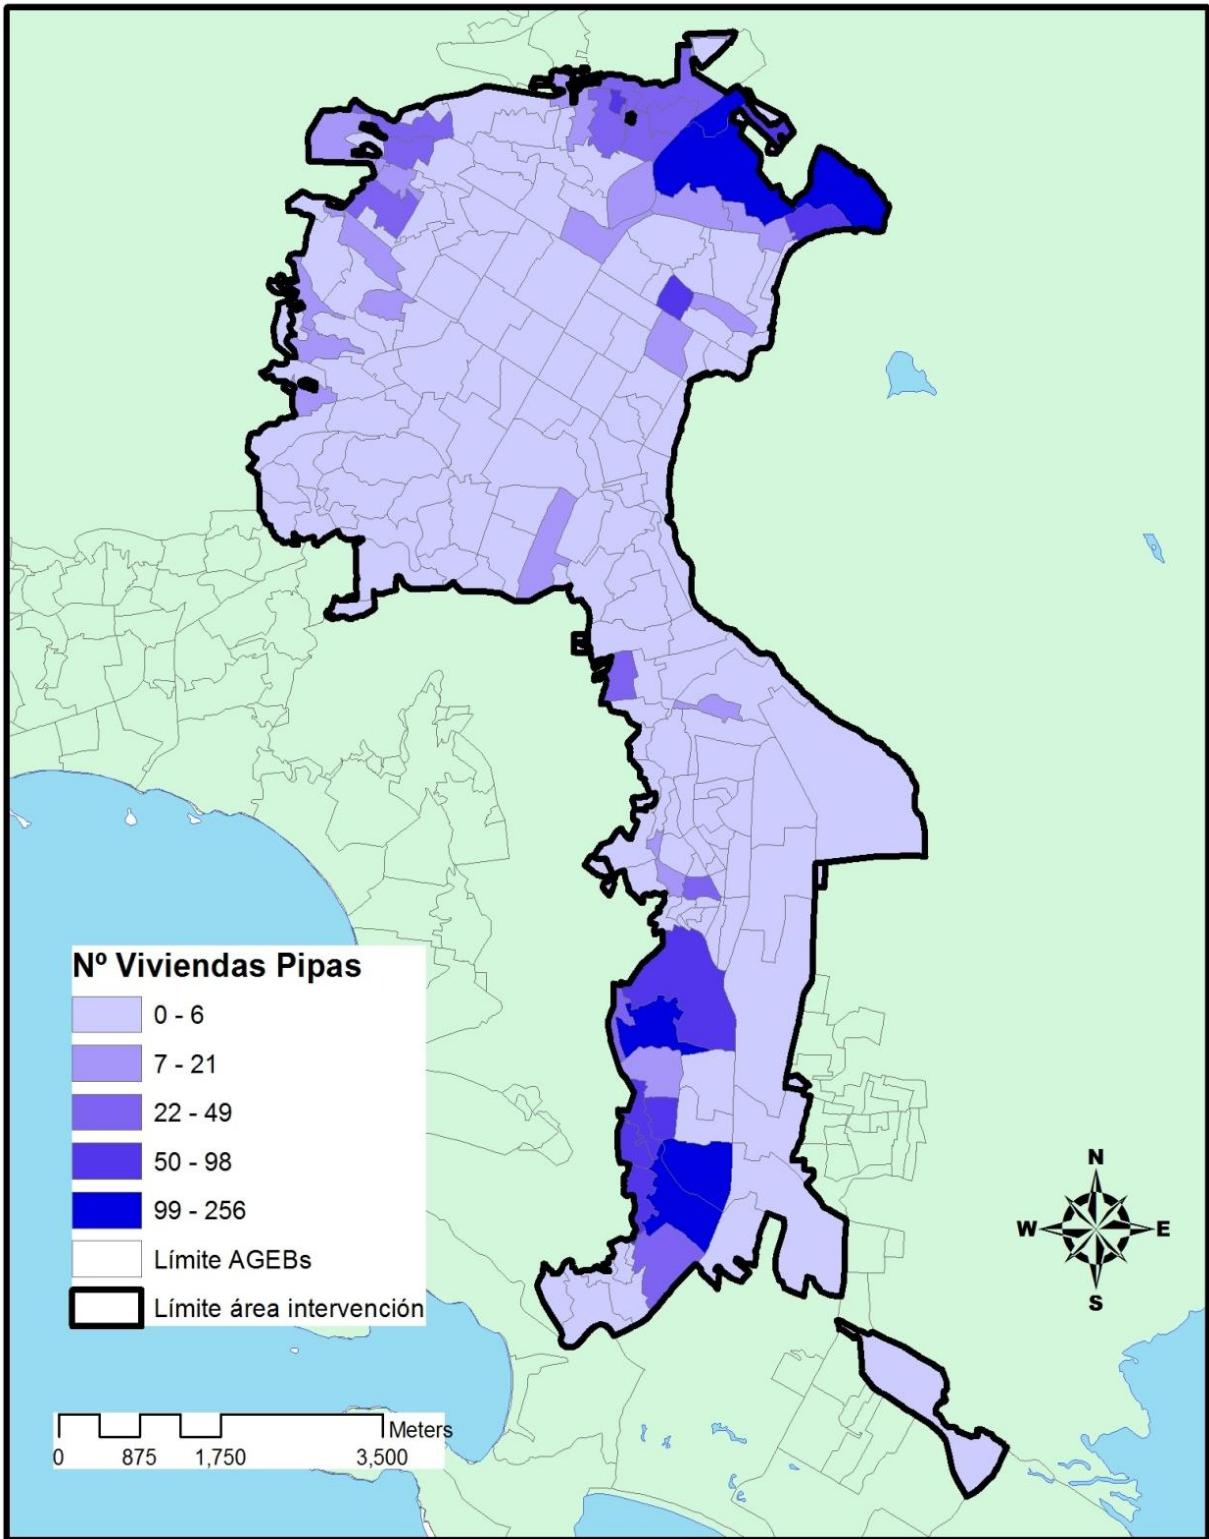 Nº Viviendas Pipas
0 - 6
7 - 21
22 - 49
50 - 98
99 - 256
Límite AGEBs
Límite área intervención
N
W E
S
Meters
0 875 1,750 3,500